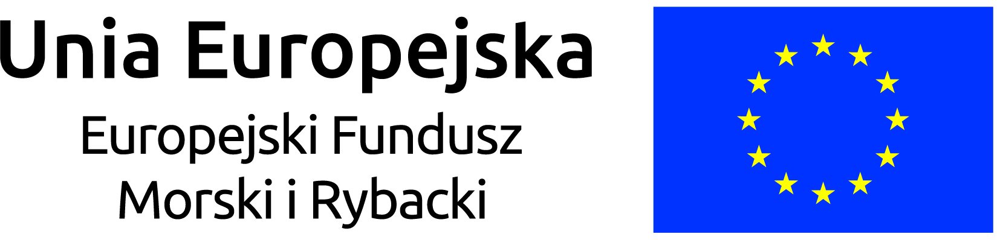 Unia Europejska
Europejski Fundusz
Morski i Rybacki